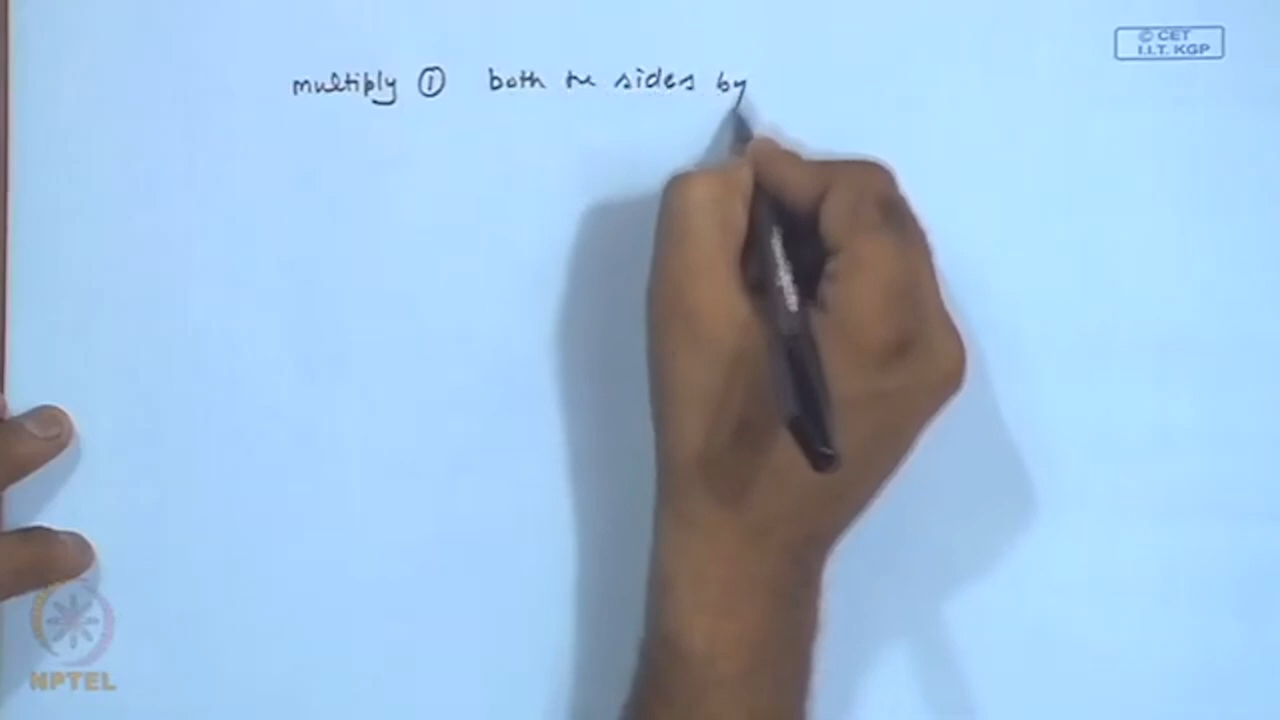 © CET
I.I.T. KGP
multiply ① both the sides by
NPTEL